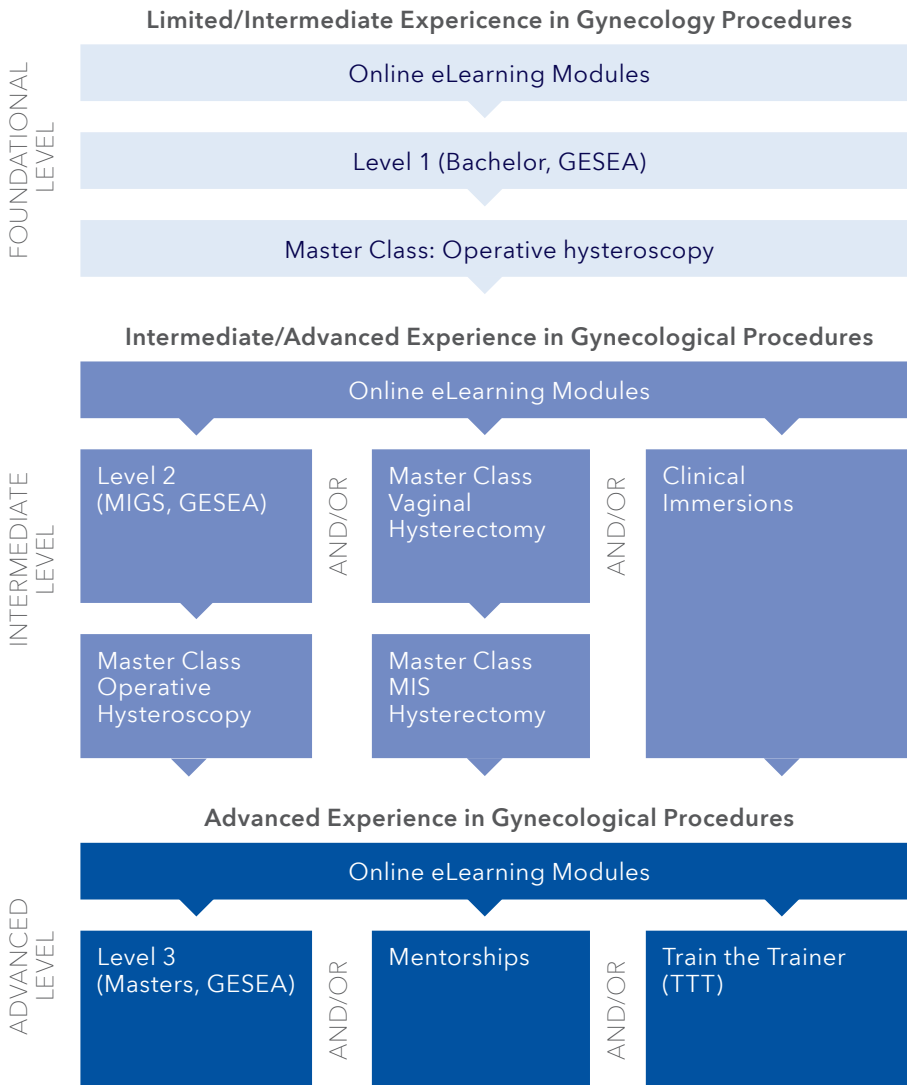 Limited/Intermediate Expericence in Gynecology Procedures
FOUNDATIONAL
LEVEL
Online eLearning Modules
Level 1 (Bachelor, GESEA)
Master Class: Operative hysteroscopy
Intermediate/Advanced Experience in Gynecological Procedures
INTERMEDIATE
LEVEL
Online eLearning Modules
Level 2
(MIGS, GESEA)
AND/OR
Master Class
Vaginal
Hysterectomy
AND/OR
Clinical
Immersions
Master Class
Operative
Hysteroscopy
Master Class
MIS
Hysterectomy
Advanced Experience in Gynecological Procedures
ADVANCED
LEVEL
Online eLearning Modules
Level 3
(Masters, GESEA)
AND/OR
Mentorships
AND/OR
Train the Trainer
(TTT)